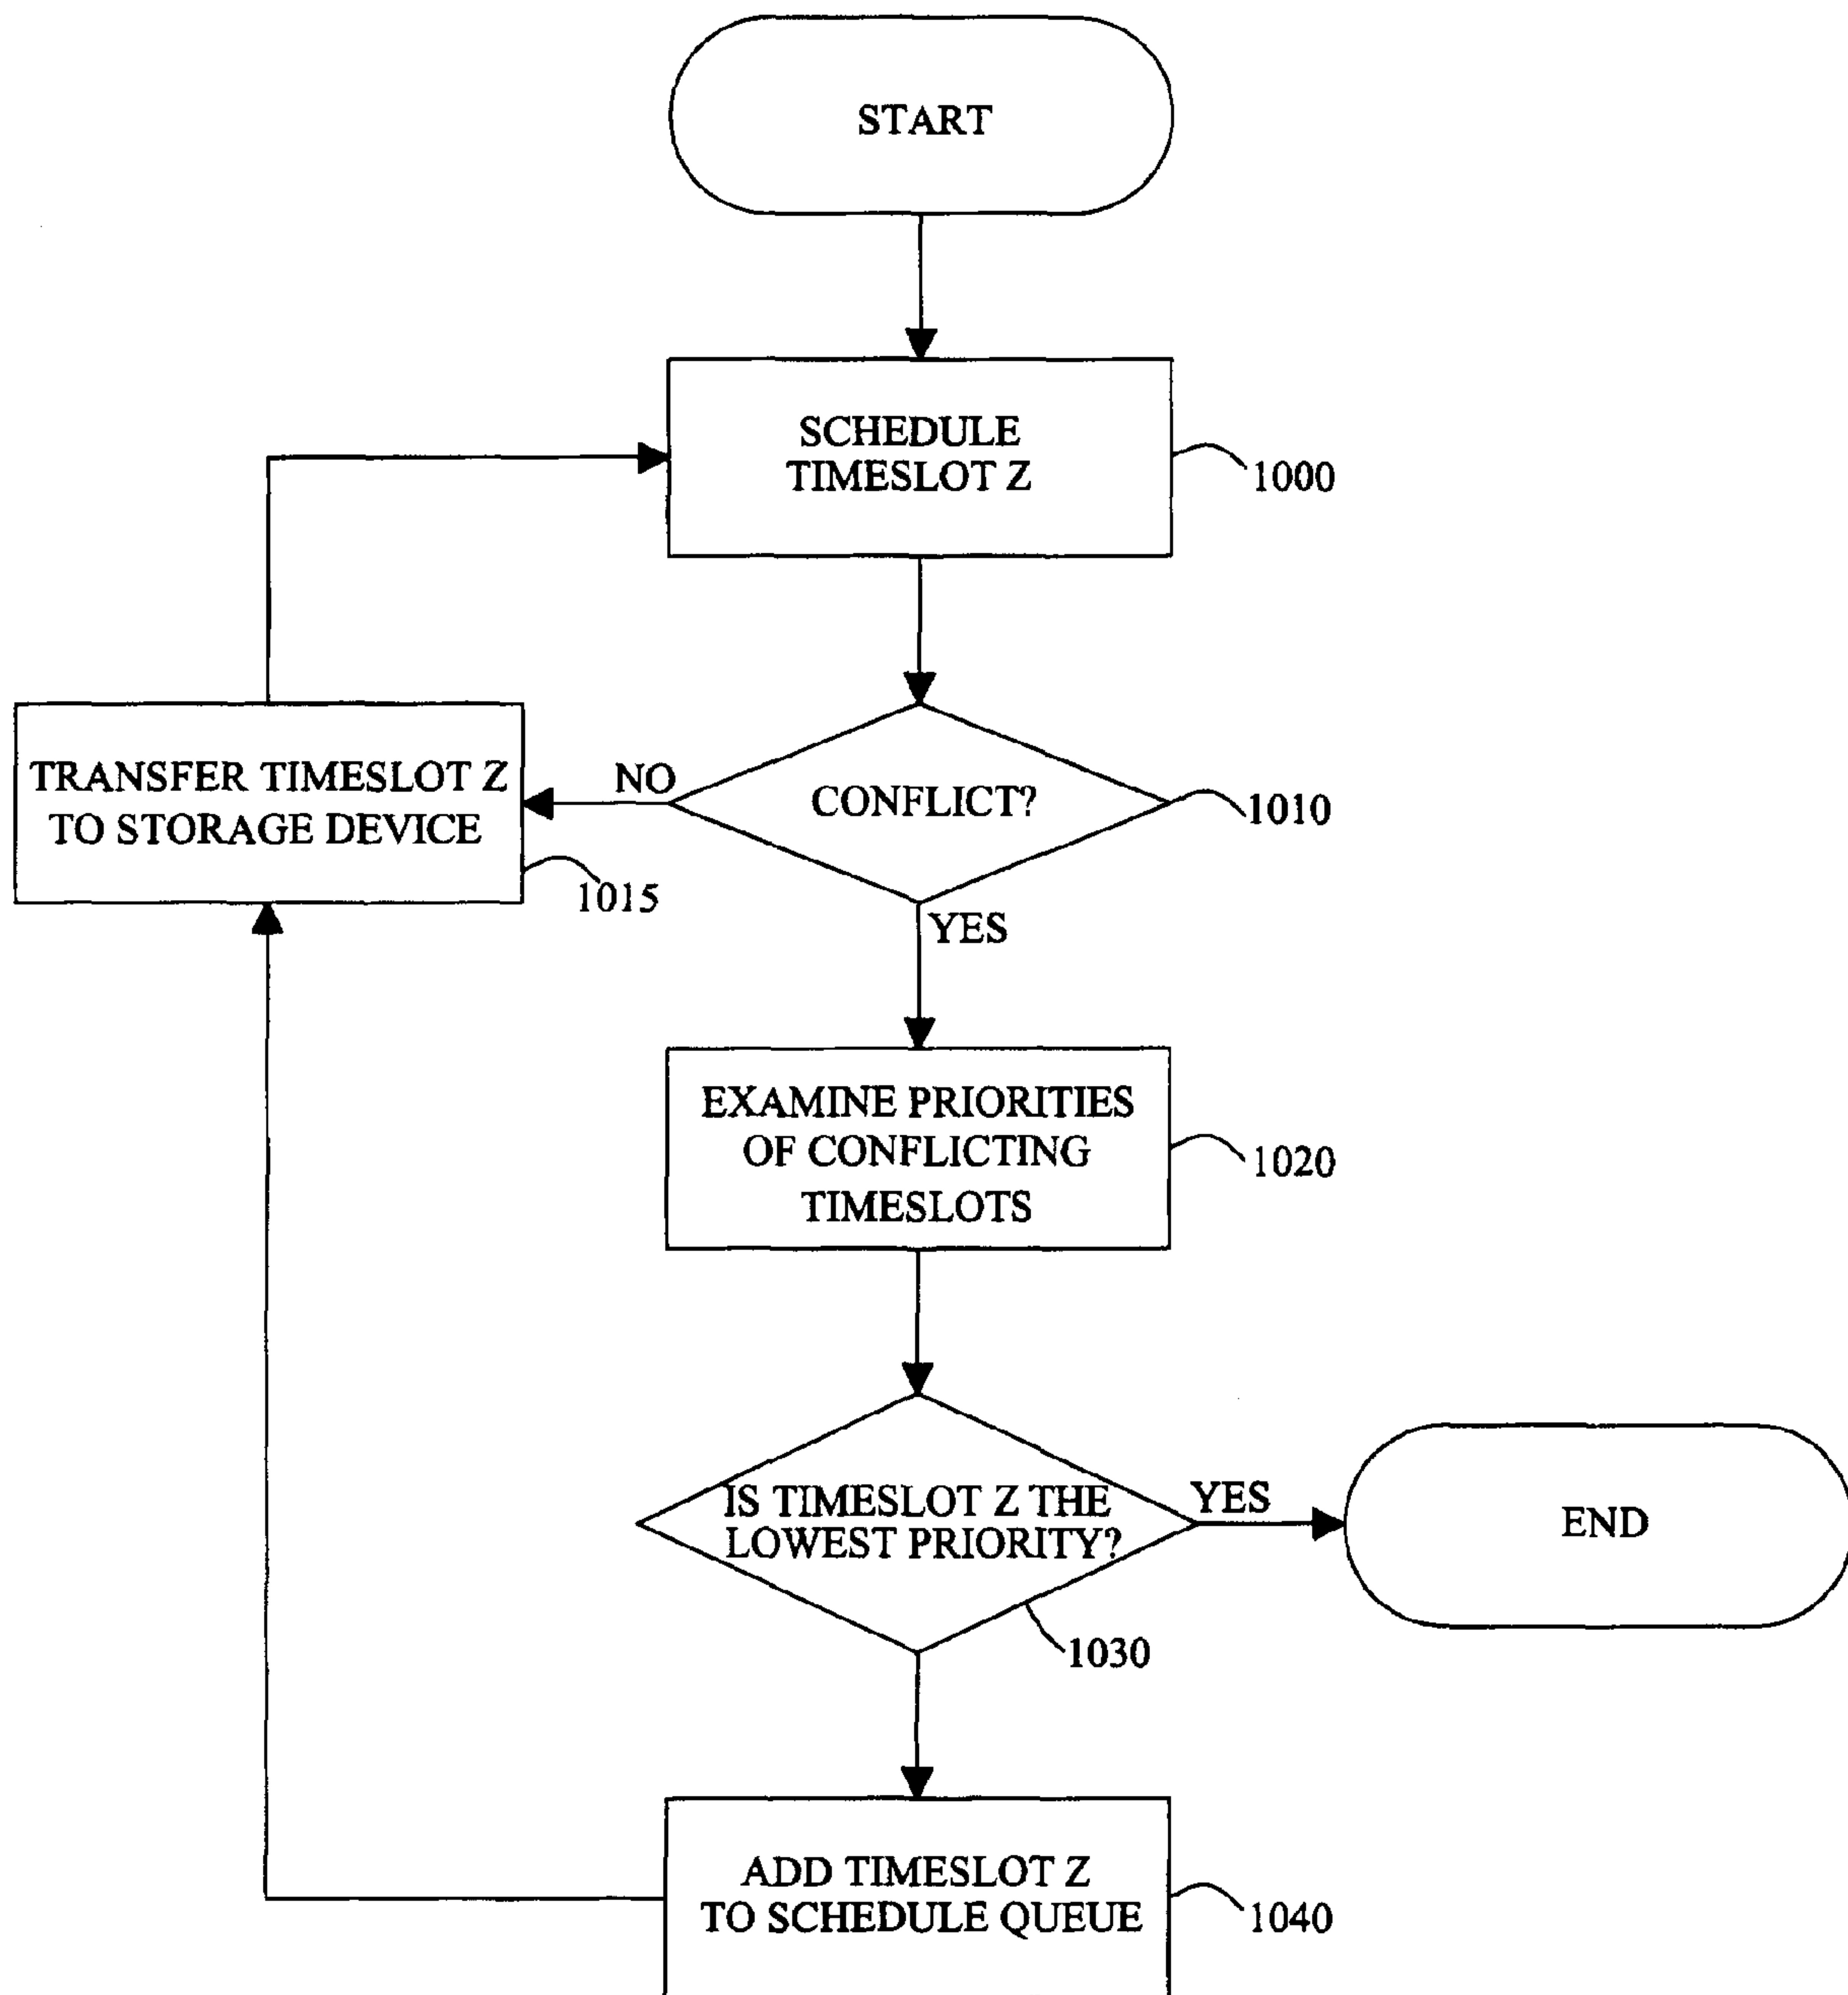 START
SCHEDULE
TIMESLOT Z
1000
TRANSFER TIMESLOT Z
TO STORAGE DEVICE
1015
NO
CONFLICT?
1010
YES
EXAMINE PRIORITIES
OF CONFLICTING
TIMESLOTS
1020
IS TIMESLOT Z THE
LOWEST PRIORITY?
1030
YES
END
ADD TIMESLOT Z
TO SCHEDULE QUEUE
1040